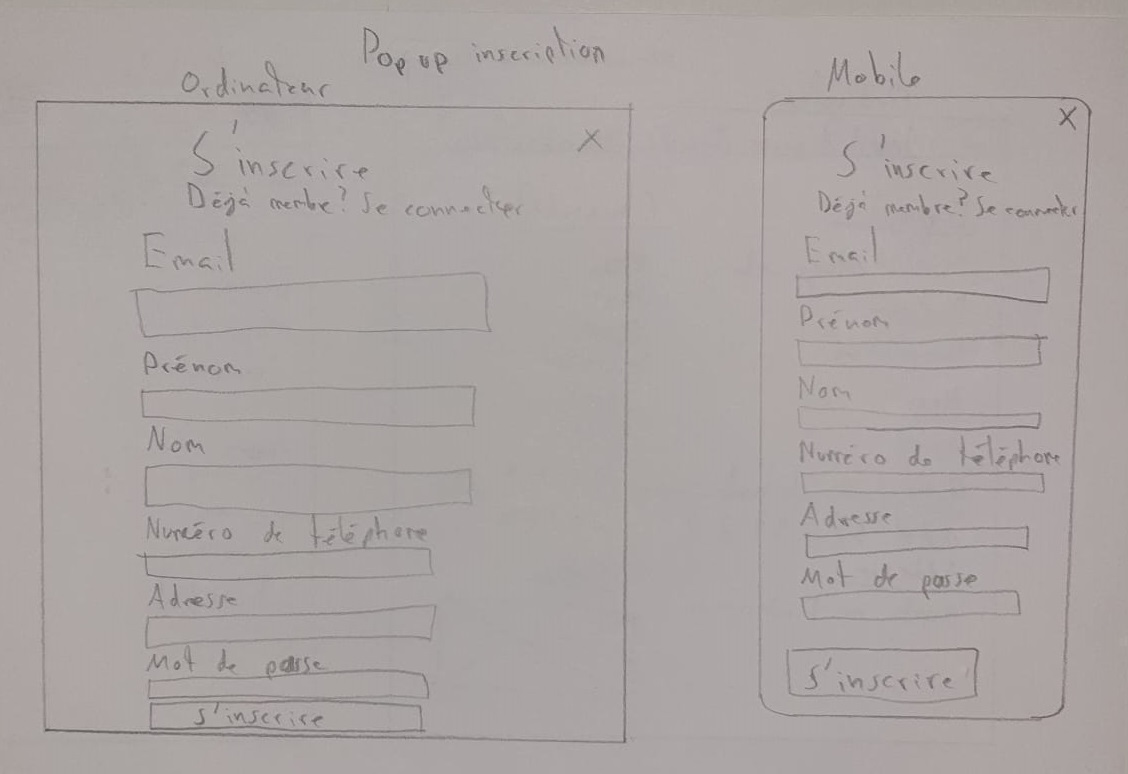 Pop up inscription
Ordinateur
X
S'inscrire
Déjà membre? Se connecter
Email
Prénom
Nom
Numéro de téléphone
Adresse
Mot de passe
S'inscrire
Mobile
X
S'inscrire
Déjà membre? Se connecter
Email
Prénom
Nom
Numéro de téléphone
Adresse
Mot de passe
S'inscrire